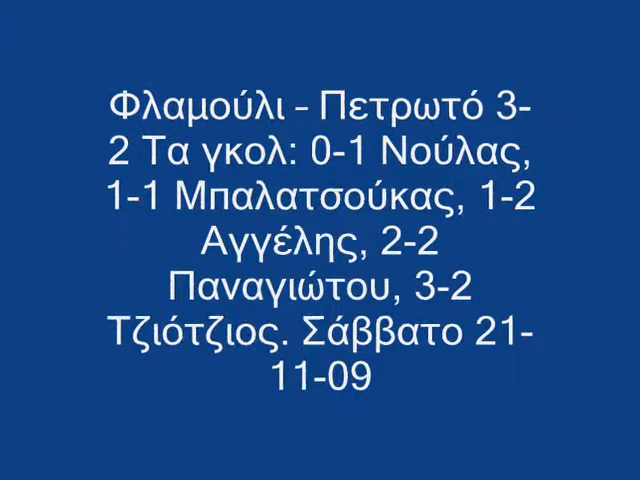 Φλαμούλι – Πετρωτό 3-
2 Τα γκολ: 0-1 Νούλας,
1-1 Μπαλατσούκας, 1-2
Αγγέλης, 2-2
Παναγιώτου, 3-2
Τζιότζιος. Σάββατο 21-
11-09